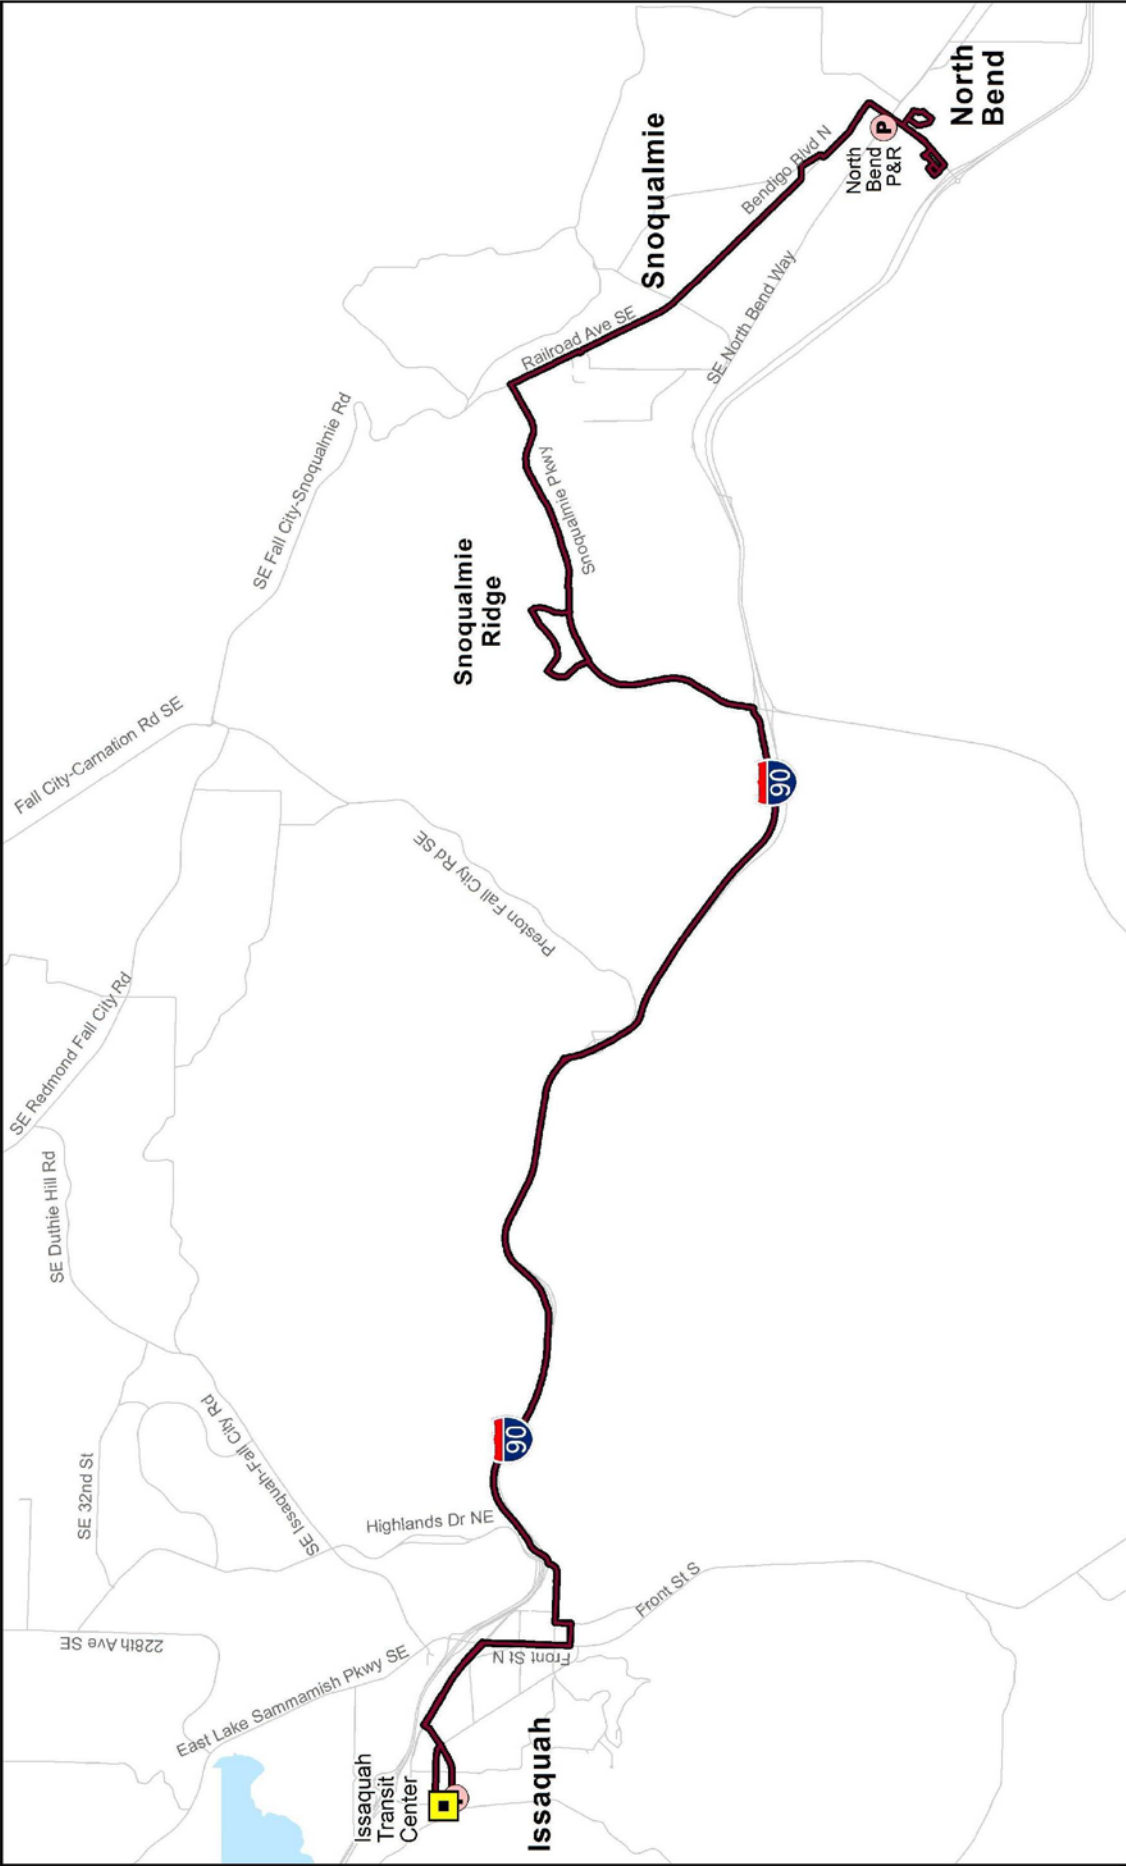 Issaquah
Transit
Center
Issaquah
East Lake Sammamish Pkwy SE
228th Ave SE
Front St N
Front St S
Highlands Dr NE
SE 32nd St
SE Issaquah-Fall City Rd
SE Duthie Hill Rd
SE Redmond Fall City Rd
90
Preston Fall City Rd SE
Fall City-Carnation Rd SE
90
SE Fall City-Snoqualmie Rd
Snoqualmie
Ridge
Snoqualmie Pkwy
Railroad Ave SE
Snoqualmie
SE North Bend Way
Bendigo Blvd N
North
Bend
P&R
P
North
Bend